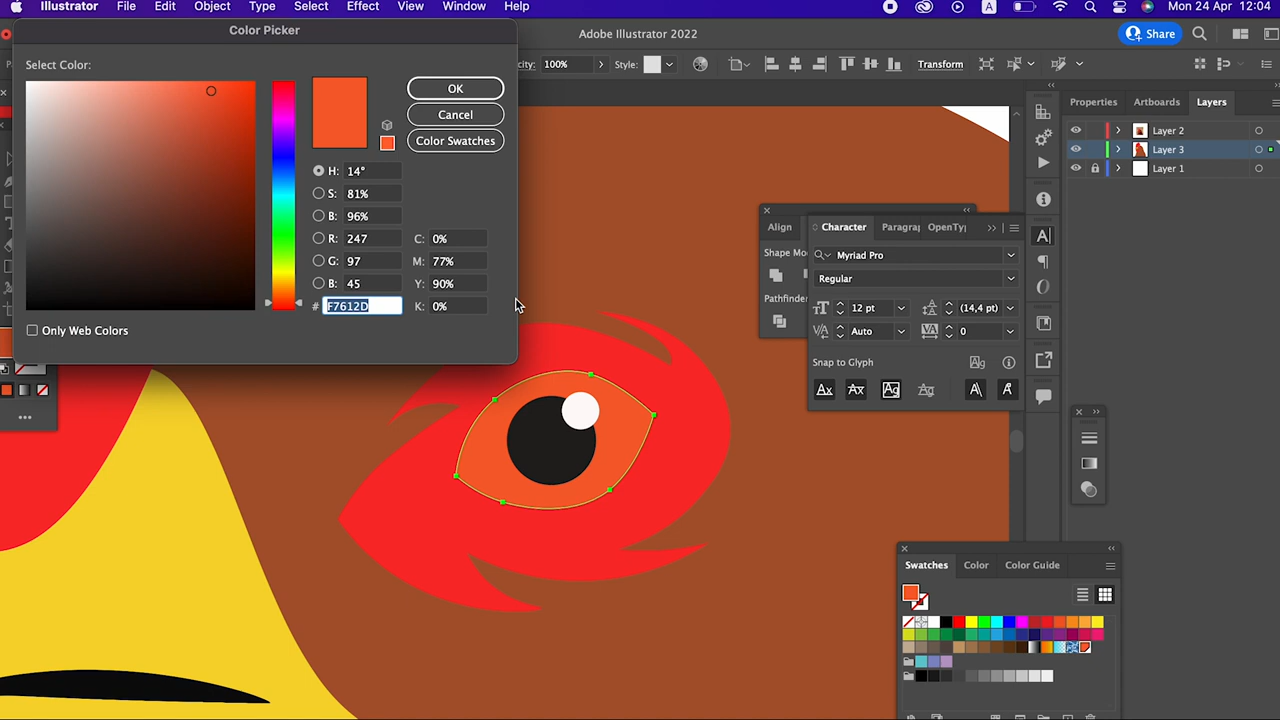 Illustrator File Edit Object Type Select Effect View Window Help A Mon 24 Apr 12:04
Color Picker
Adobe Illustrator 2022
Share
Select Color:
100%
Style:
Transform
OK
Cancel
Color Swatches
H: 14°
S: 81%
B: 96%
R: 247
G: 97
B: 45
# F7612D
C: 0%
M: 77%
Y: 90%
K: 0%
Only Web Colors
Properties Artboards Layers
Layer 2
Layer 3
Layer 1
Align
Character Paragraph OpenTy
Shape Mo
Myriad Pro
Regular
Pathfinder
12 pt (14,4 pt)
Auto 0
Snap to Glyph
Swatches Color Color Guide